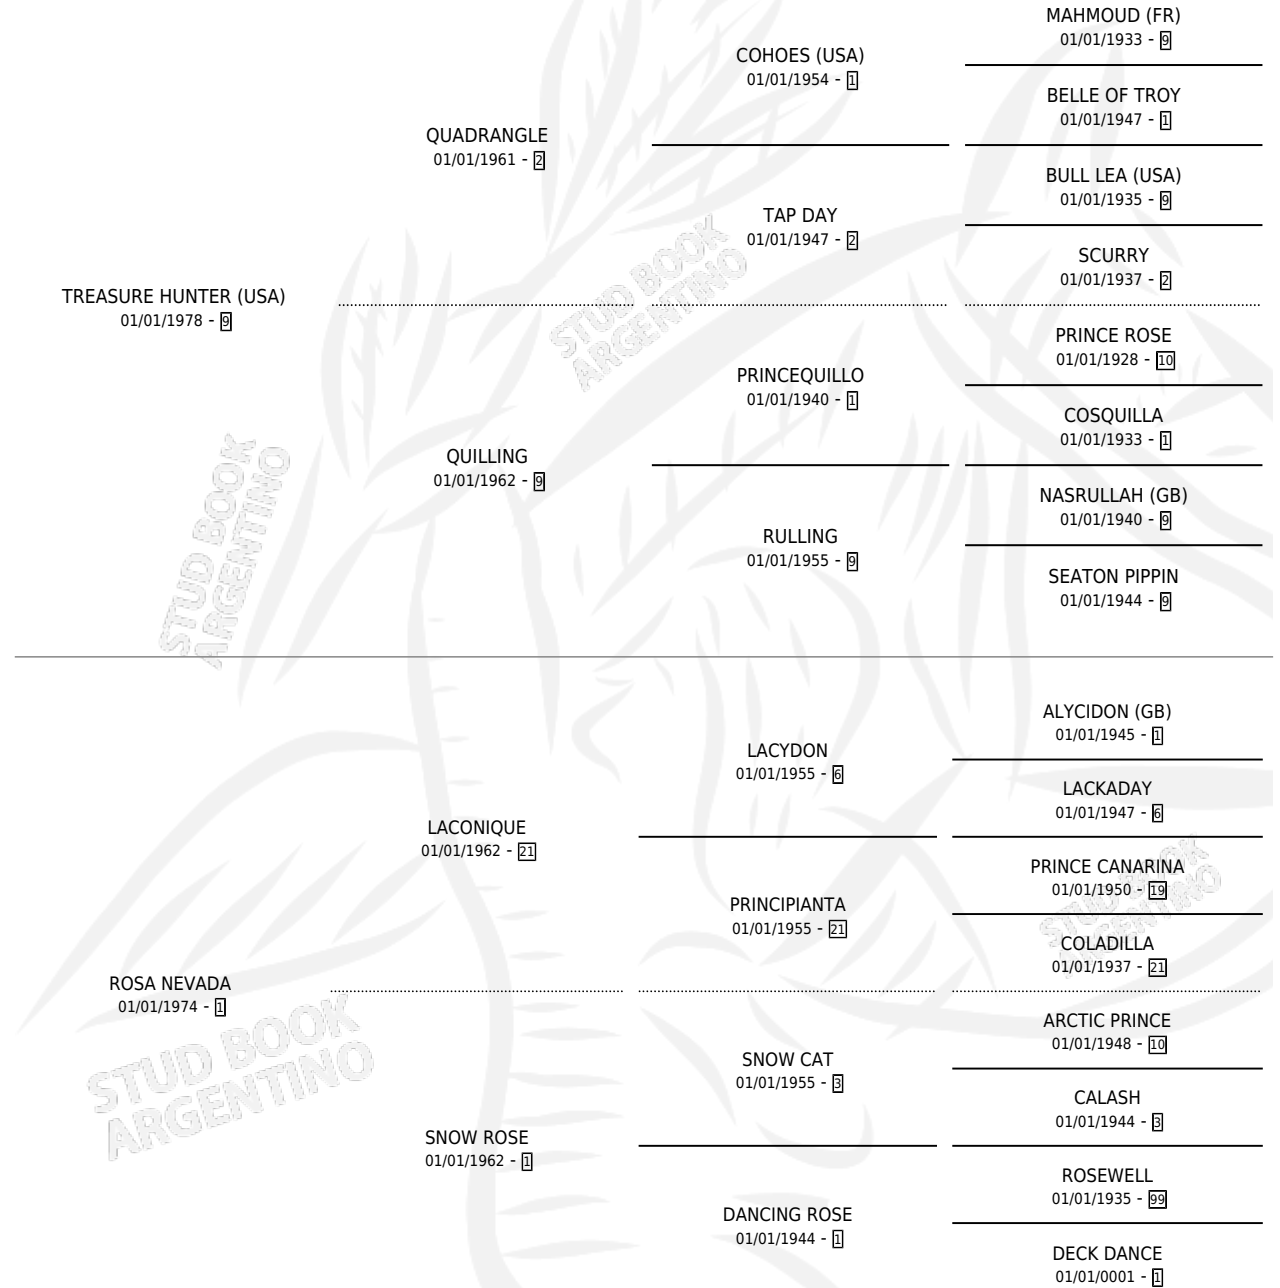 MAHMOUD (FR)
01/01/1933 - 9
COHOES (USA)
01/01/1954 - 1
BELLE OF TROY
01/01/1947 - 1
QUADRANGLE
01/01/1961 - 2
BULL LEA (USA)
01/01/1935 - 9
TAP DAY
01/01/1947 - 2
SCURRY
01/01/1937 - 2
TREASURE HUNTER (USA)
01/01/1978 - 9
PRINCE ROSE
01/01/1928 - 10
PRINCEQUILLO
01/01/1940 - 1
COSQUILLA
01/01/1933 - 1
QUILLING
01/01/1962 - 9
NASRULLAH (GB)
01/01/1940 - 9
RULLING
01/01/1955 - 9
SEATON PIPPIN
01/01/1944 - 9
ALYCIDON (GB)
01/01/1945 - 1
LACYDON
01/01/1955 - 6
LACKADAY
01/01/1947 - 6
LACONIQUE
01/01/1962 - 21
PRINCE CANARINA
01/01/1950 - 19
PRINCIPIANTA
01/01/1955 - 21
COLADILLA
01/01/1937 - 21
ROSA NEVADA
01/01/1974 - 1
ARCTIC PRINCE
01/01/1948 - 10
SNOW CAT
01/01/1955 - 3
CALASH
01/01/1944 - 3
SNOW ROSE
01/01/1962 - 1
ROSEWELL
01/01/1935 - 99
DANCING ROSE
01/01/1944 - 1
DECK DANCE
01/01/0001 - 1
STUD BOOK
ARGENTINO
STUD BOOK
ARGENTINO
STUD BOOK
ARGENTINO
STUD BOOK
ARGENTINO